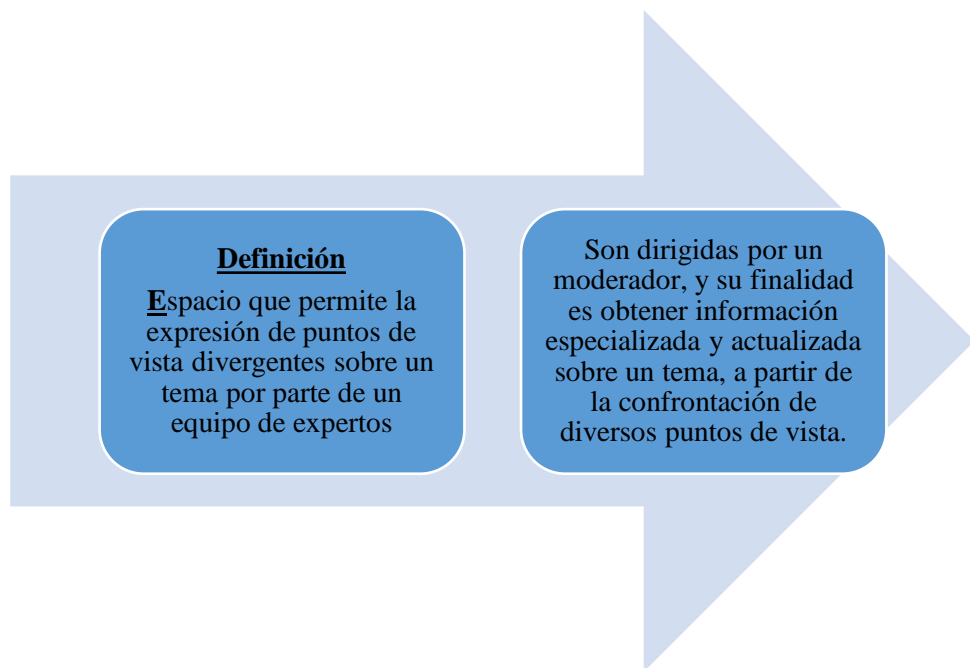 Definición
Espacio que permite la
expresión de puntos de
vista divergentes sobre un
tema por parte de un
equipo de expertos
Son dirigidas por un
moderador, y su finalidad
es obtener información
especializada y actualizada
sobre un tema, a partir de
la confrontación de
diversos puntos de vista.